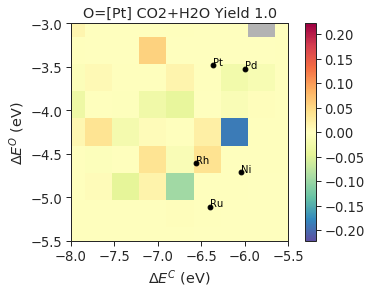 O=[Pt] CO2+H2O Yield 1.0
−3.0
−3.5
−4.0
−4.5
−5.0
−5.5
ΔE^O (eV)
Pt
Pd
Rh
Ni
Ru
−8.0 −7.5 −7.0 −6.5 −6.0 −5.5
ΔE^C (eV)
0.20
0.15
0.10
0.05
0.00
−0.05
−0.10
−0.15
−0.20